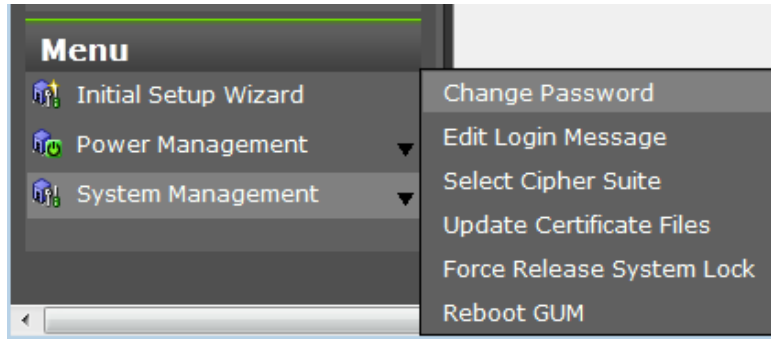 Menu
Initial Setup Wizard
Power Management
System Management
Change Password
Edit Login Message
Select Cipher Suite
Update Certificate Files
Force Release System Lock
Reboot GUM